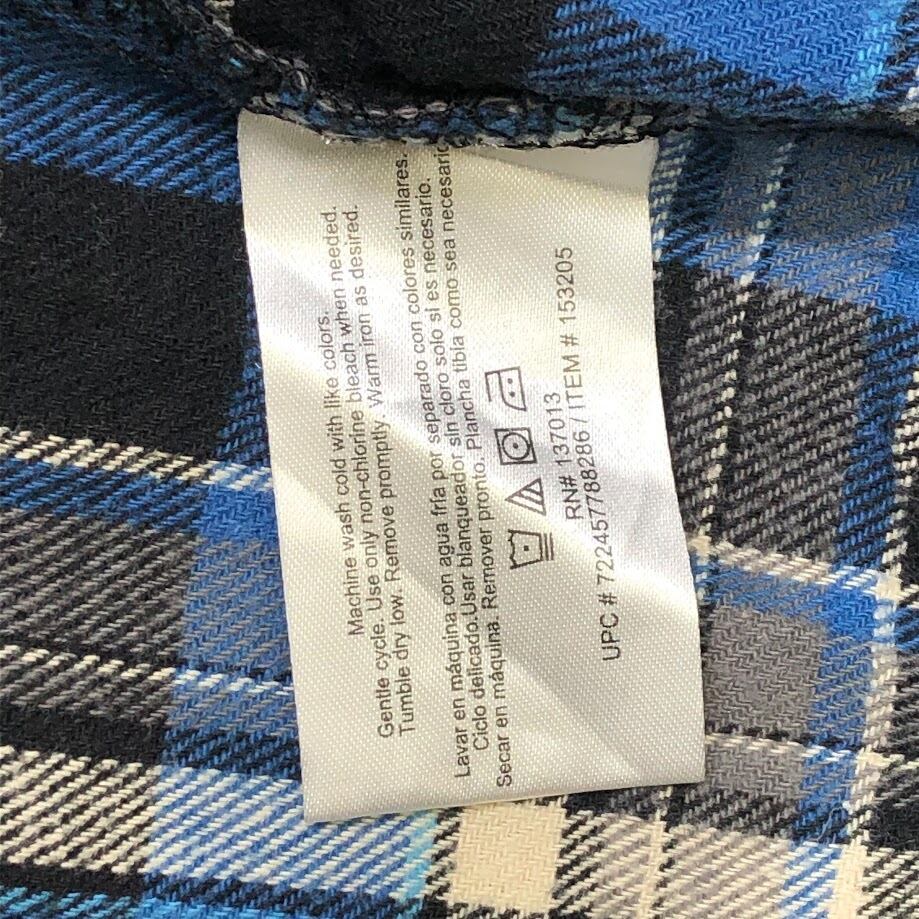 Machine wash cold with like colors.
Gentle cycle. Use only non-chlorine bleach when needed.
Tumble dry low. Remove promptly. Warm iron as desired.
Lavar en máquina con agua fría por separado con colores similares.
Ciclo delicado.Usar blanqueador sin cloro solo si es necesario.
Secar en máquina. Remover pronto. Plancha tibla como sea necesario
RN# 137013
UPC # 722457788286 / ITEM # 153205